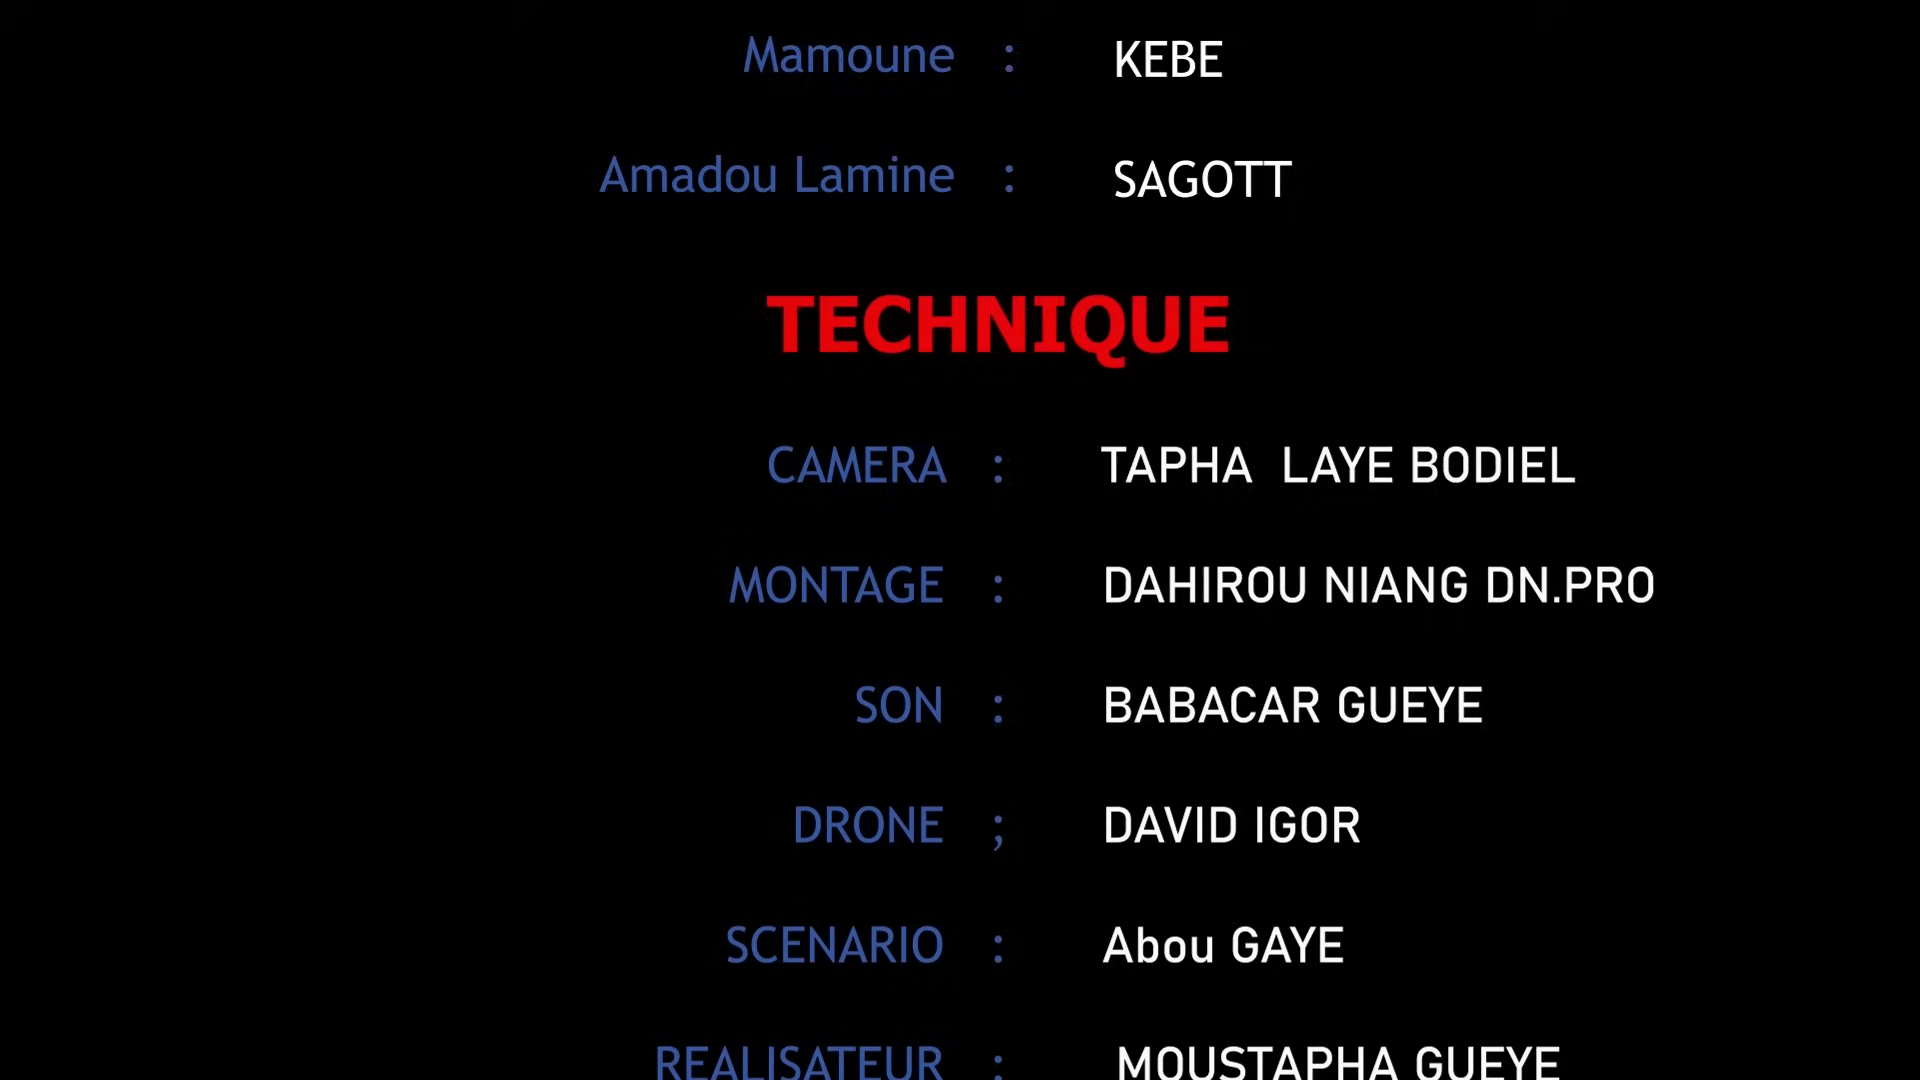 Mamoune : KEBE
Amadou Lamine : SAGOTT
TECHNIQUE
CAMERA : TAPHA LAYE BODIEL
MONTAGE : DAHIROU NIANG DN.PRO
SON : BABACAR GUEYE
DRONE ; DAVID IGOR
SCENARIO : Abou GAYE
REALISATEUR : MOUSTAPHA GUEYE